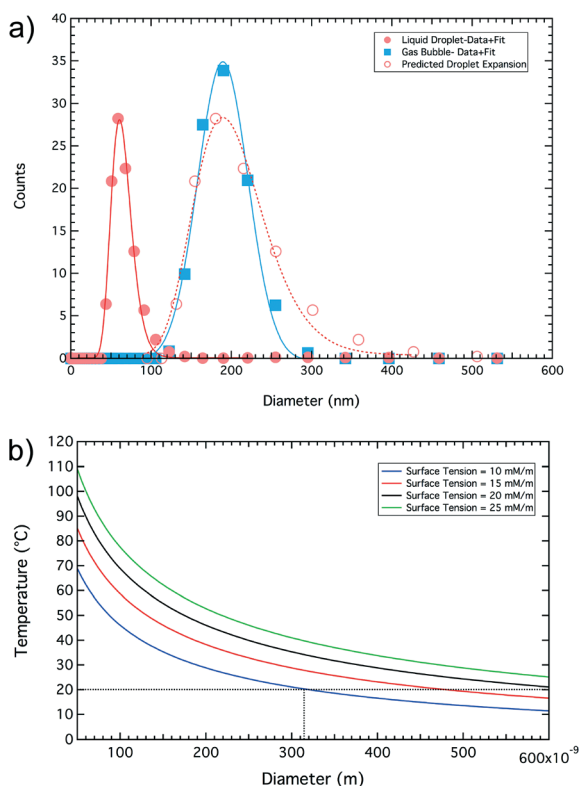 a)
40
35
30
25
20
15
10
5
0
Counts
Liquid Droplet-Data+Fit
Gas Bubble- Data+Fit
Predicted Droplet Expansion
0 100 200 300 400 500 600
Diameter (nm)
b)
120
110
100
90
80
70
60
50
40
30
20
10
0
Temperature (°C)
Surface Tension = 10 mM/m
Surface Tension = 15 mM/m
Surface Tension = 20 mM/m
Surface Tension = 25 mM/m
100 200 300 400 500 600x10-9
Diameter (m)